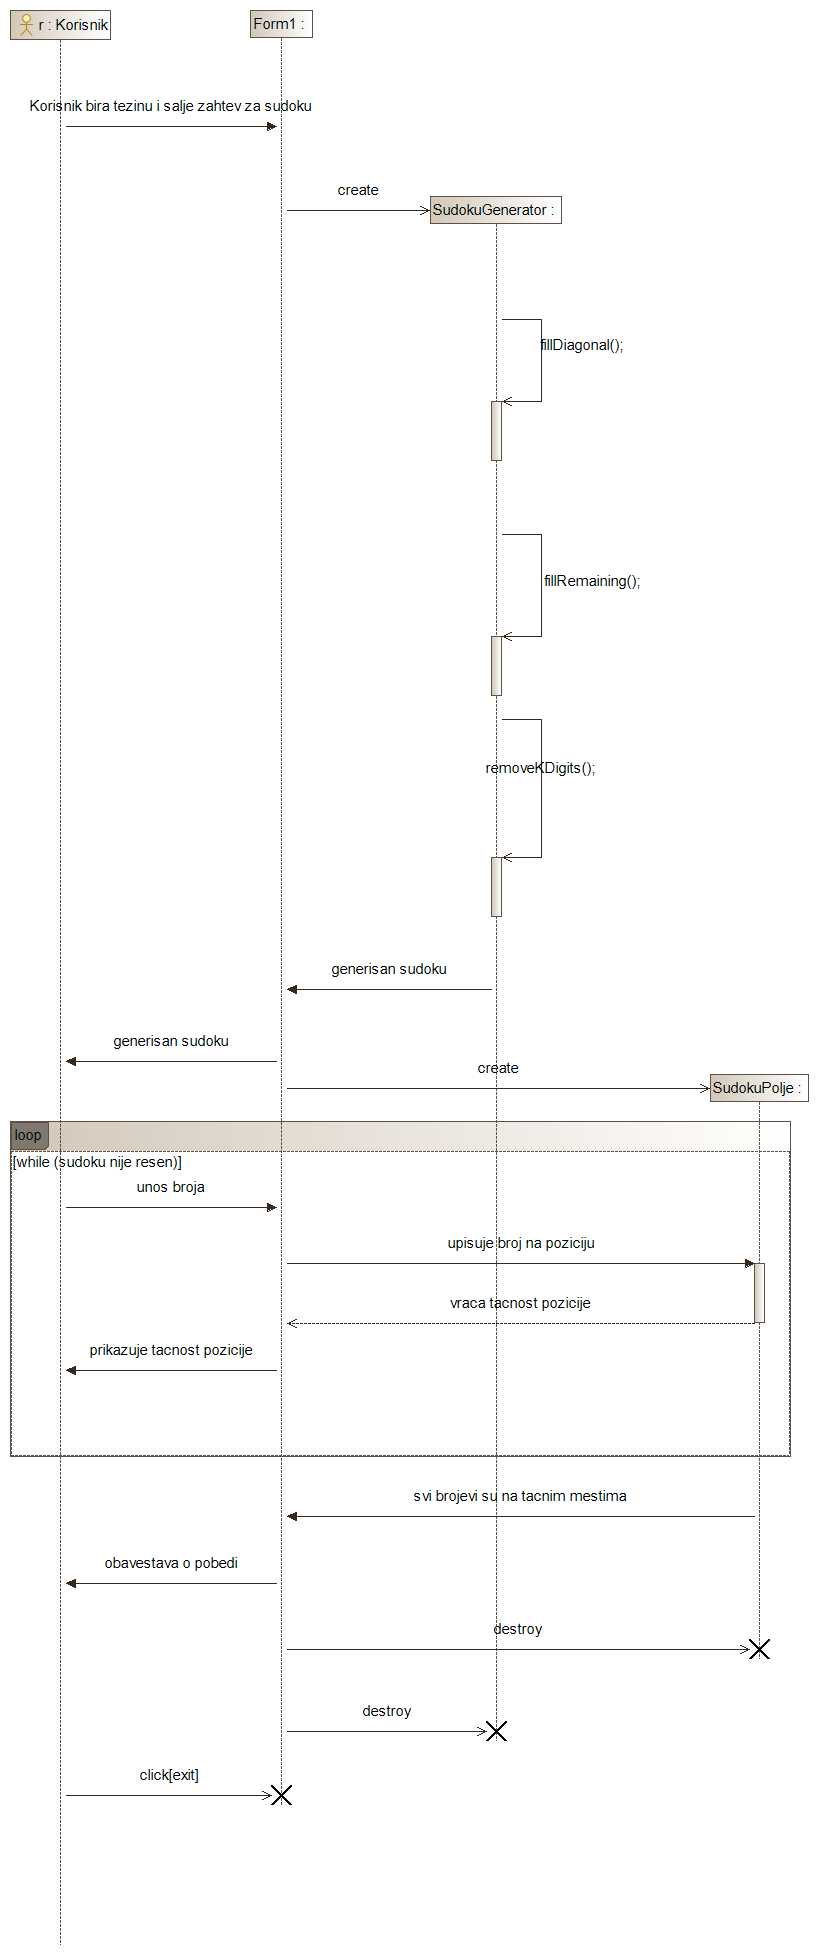 r : Korisnik
Form1 :
Korisnik bira tezinu i salje zahtev za sudoku
create
SudokuGenerator :
fillDiagonal();
fillRemaining();
removeKDigits();
generisan sudoku
generisan sudoku
create
SudokuPolje :
loop
[while (sudoku nije resen)]
unos broja
upisuje broj na poziciju
vraca tacnost pozicije
prikazuje tacnost pozicije
svi brojevi su na tacnim mestima
obavestava o pobedi
destroy
destroy
click[exit]